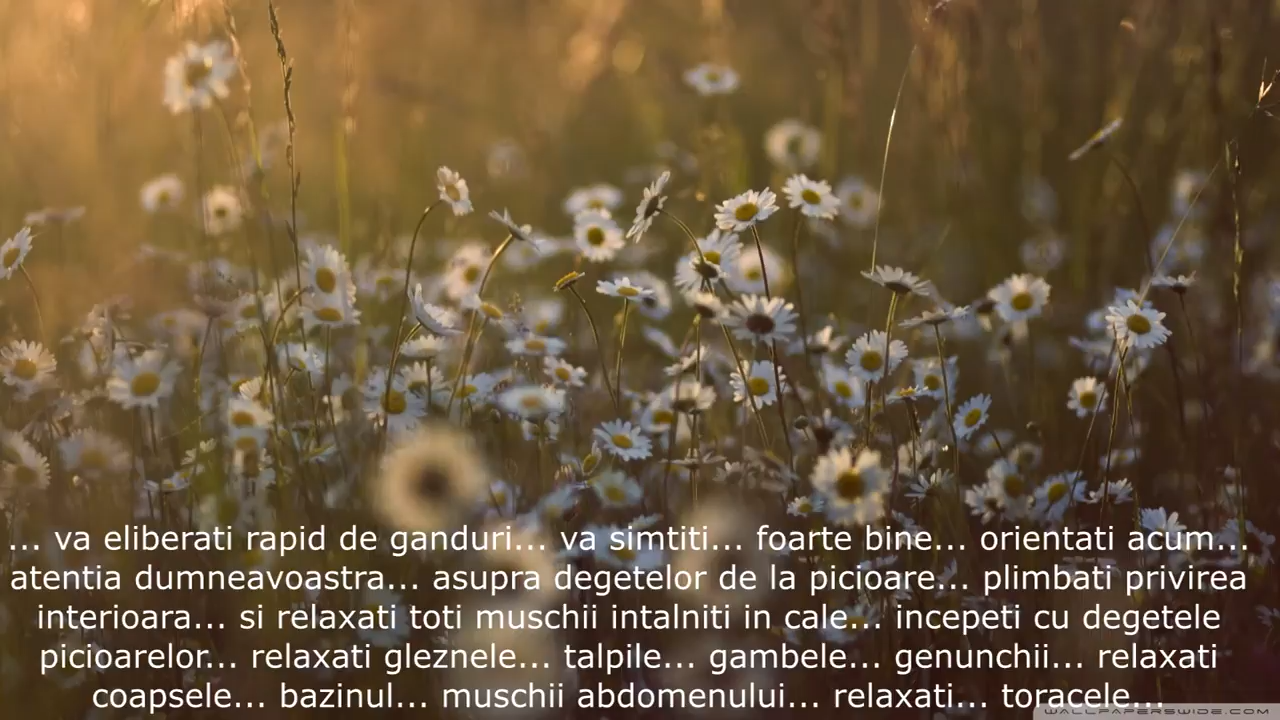 ... va eliberati rapid de ganduri... va simtiti... foarte bine... orientati acum...
atentia dumneavoastra... asupra degetelor de la picioare... plimbati privirea
interioara... si relaxati toti muschii intalniti in cale... incepeti cu degetele
picioarelor... relaxati gleznele... talpile... gambele... genunchii... relaxati
coapsele... bazinul... muschii abdomenului... relaxati... toracele...
WALLPAPERSWIDE.COM